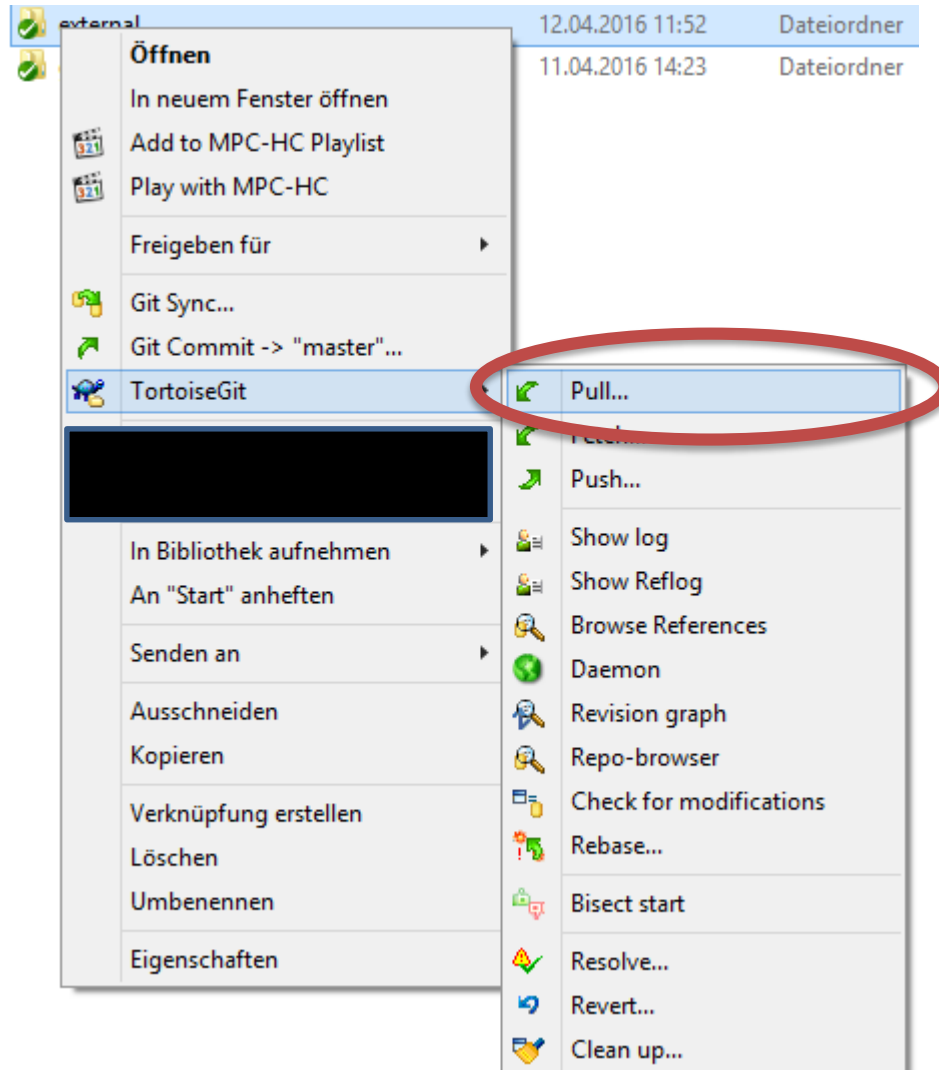 external 12.04.2016 11:52 Dateiordner
11.04.2016 14:23 Dateiordner
Öffnen
In neuem Fenster öffnen
Add to MPC-HC Playlist
Play with MPC-HC
Freigeben für
Git Sync...
Git Commit -> "master"...
TortoiseGit
In Bibliothek aufnehmen
An "Start" anheften
Senden an
Ausschneiden
Kopieren
Verknüpfung erstellen
Löschen
Umbenennen
Eigenschaften
Pull...
Fetch...
Push...
Show log
Show Reflog
Browse References
Daemon
Revision graph
Repo-browser
Check for modifications
Rebase...
Bisect start
Resolve...
Revert...
Clean up...